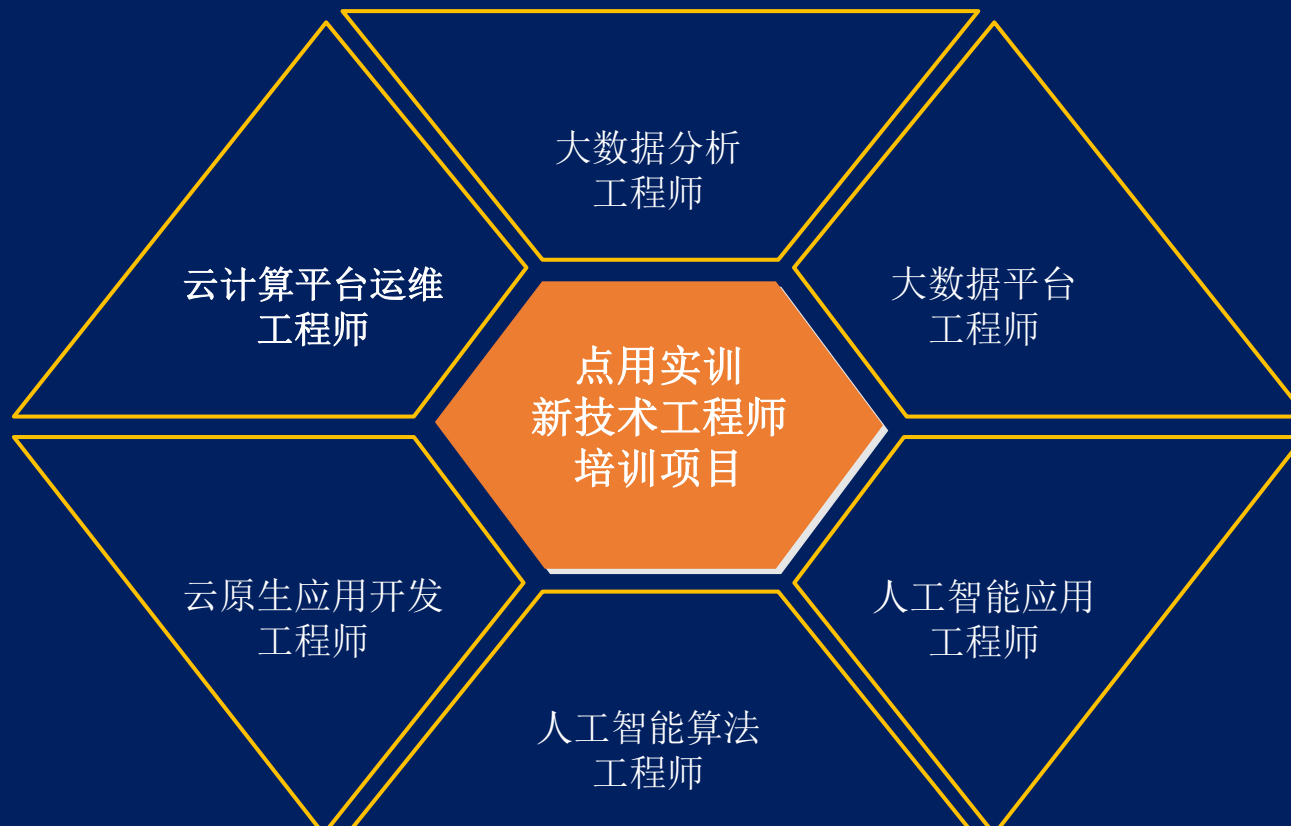 大数据分析
工程师
云计算平台运维
工程师
大数据平台
工程师
点用实训
新技术工程师
培训项目
云原生应用开发
工程师
人工智能应用
工程师
人工智能算法
工程师